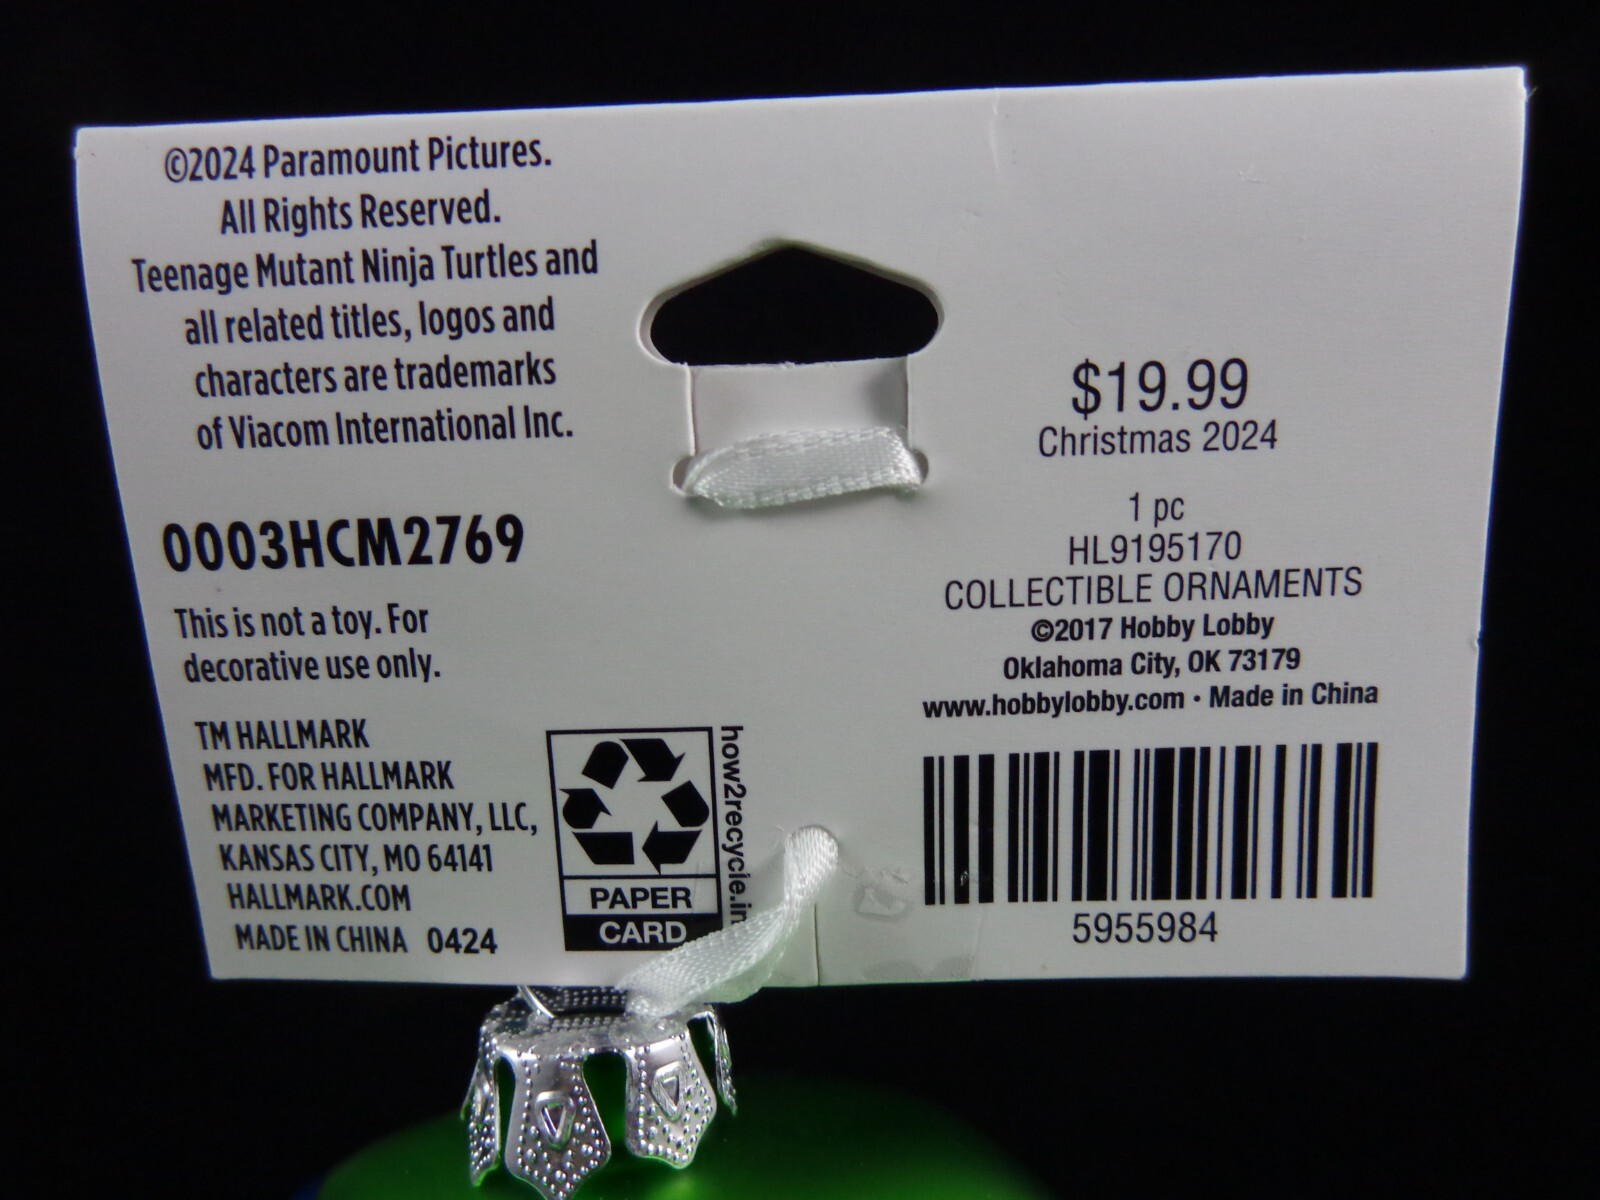 ©2024 Paramount Pictures.
All Rights Reserved.
Teenage Mutant Ninja Turtles and
all related titles, logos and
characters are trademarks
of Viacom International Inc.
0003HCM2769
This is not a toy. For
decorative use only.
TM HALLMARK
MFD. FOR HALLMARK
MARKETING COMPANY, LLC,
KANSAS CITY, MO 64141
HALLMARK.COM
MADE IN CHINA 0424
PAPER
CARD
how2recycle.in
$19.99
Christmas 2024
1 pc
HL9195170
COLLECTIBLE ORNAMENTS
©2017 Hobby Lobby
Oklahoma City, OK 73179
www.hobbylobby.com • Made in China
5955984